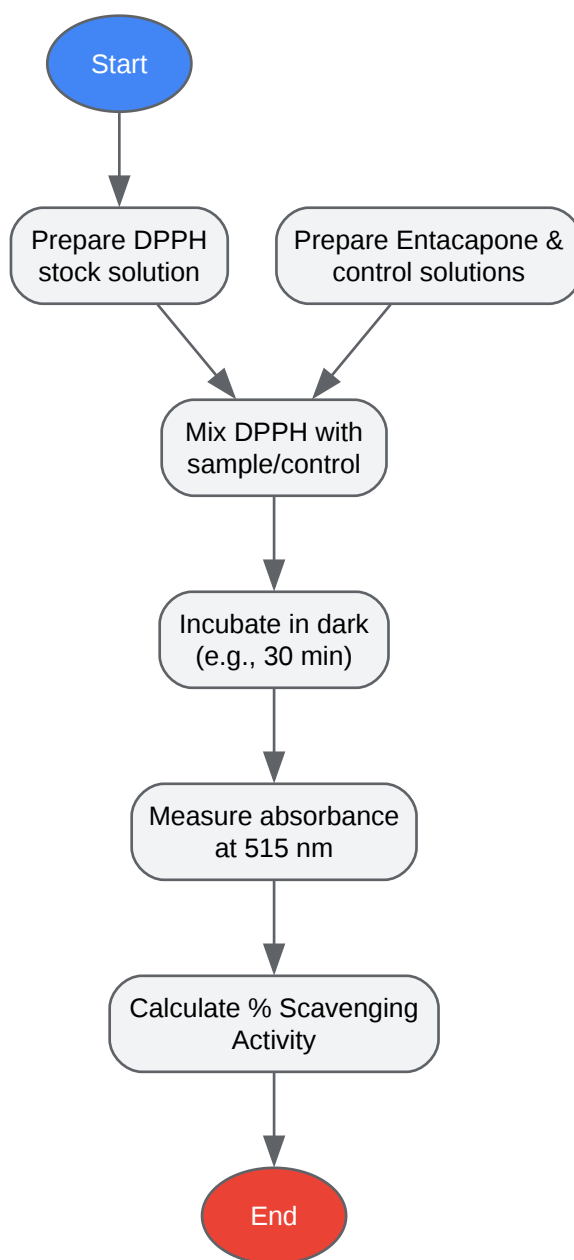 Start
Prepare DPPH
stock solution
Prepare Entacapone &
control solutions
Mix DPPH with
sample/control
Incubate in dark
(e.g., 30 min)
Measure absorbance
at 515 nm
Calculate % Scavenging
Activity
End